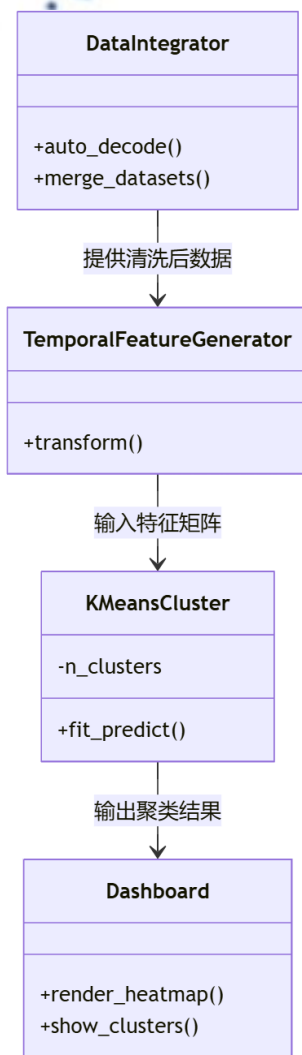 DataIntegrator
+auto_decode()
+merge_datasets()
提供清洗后数据
TemporalFeatureGenerator
+transform()
输入特征矩阵
KMeansCluster
-n_clusters
+fit_predict()
输出聚类结果
Dashboard
+render_heatmap()
+show_clusters()